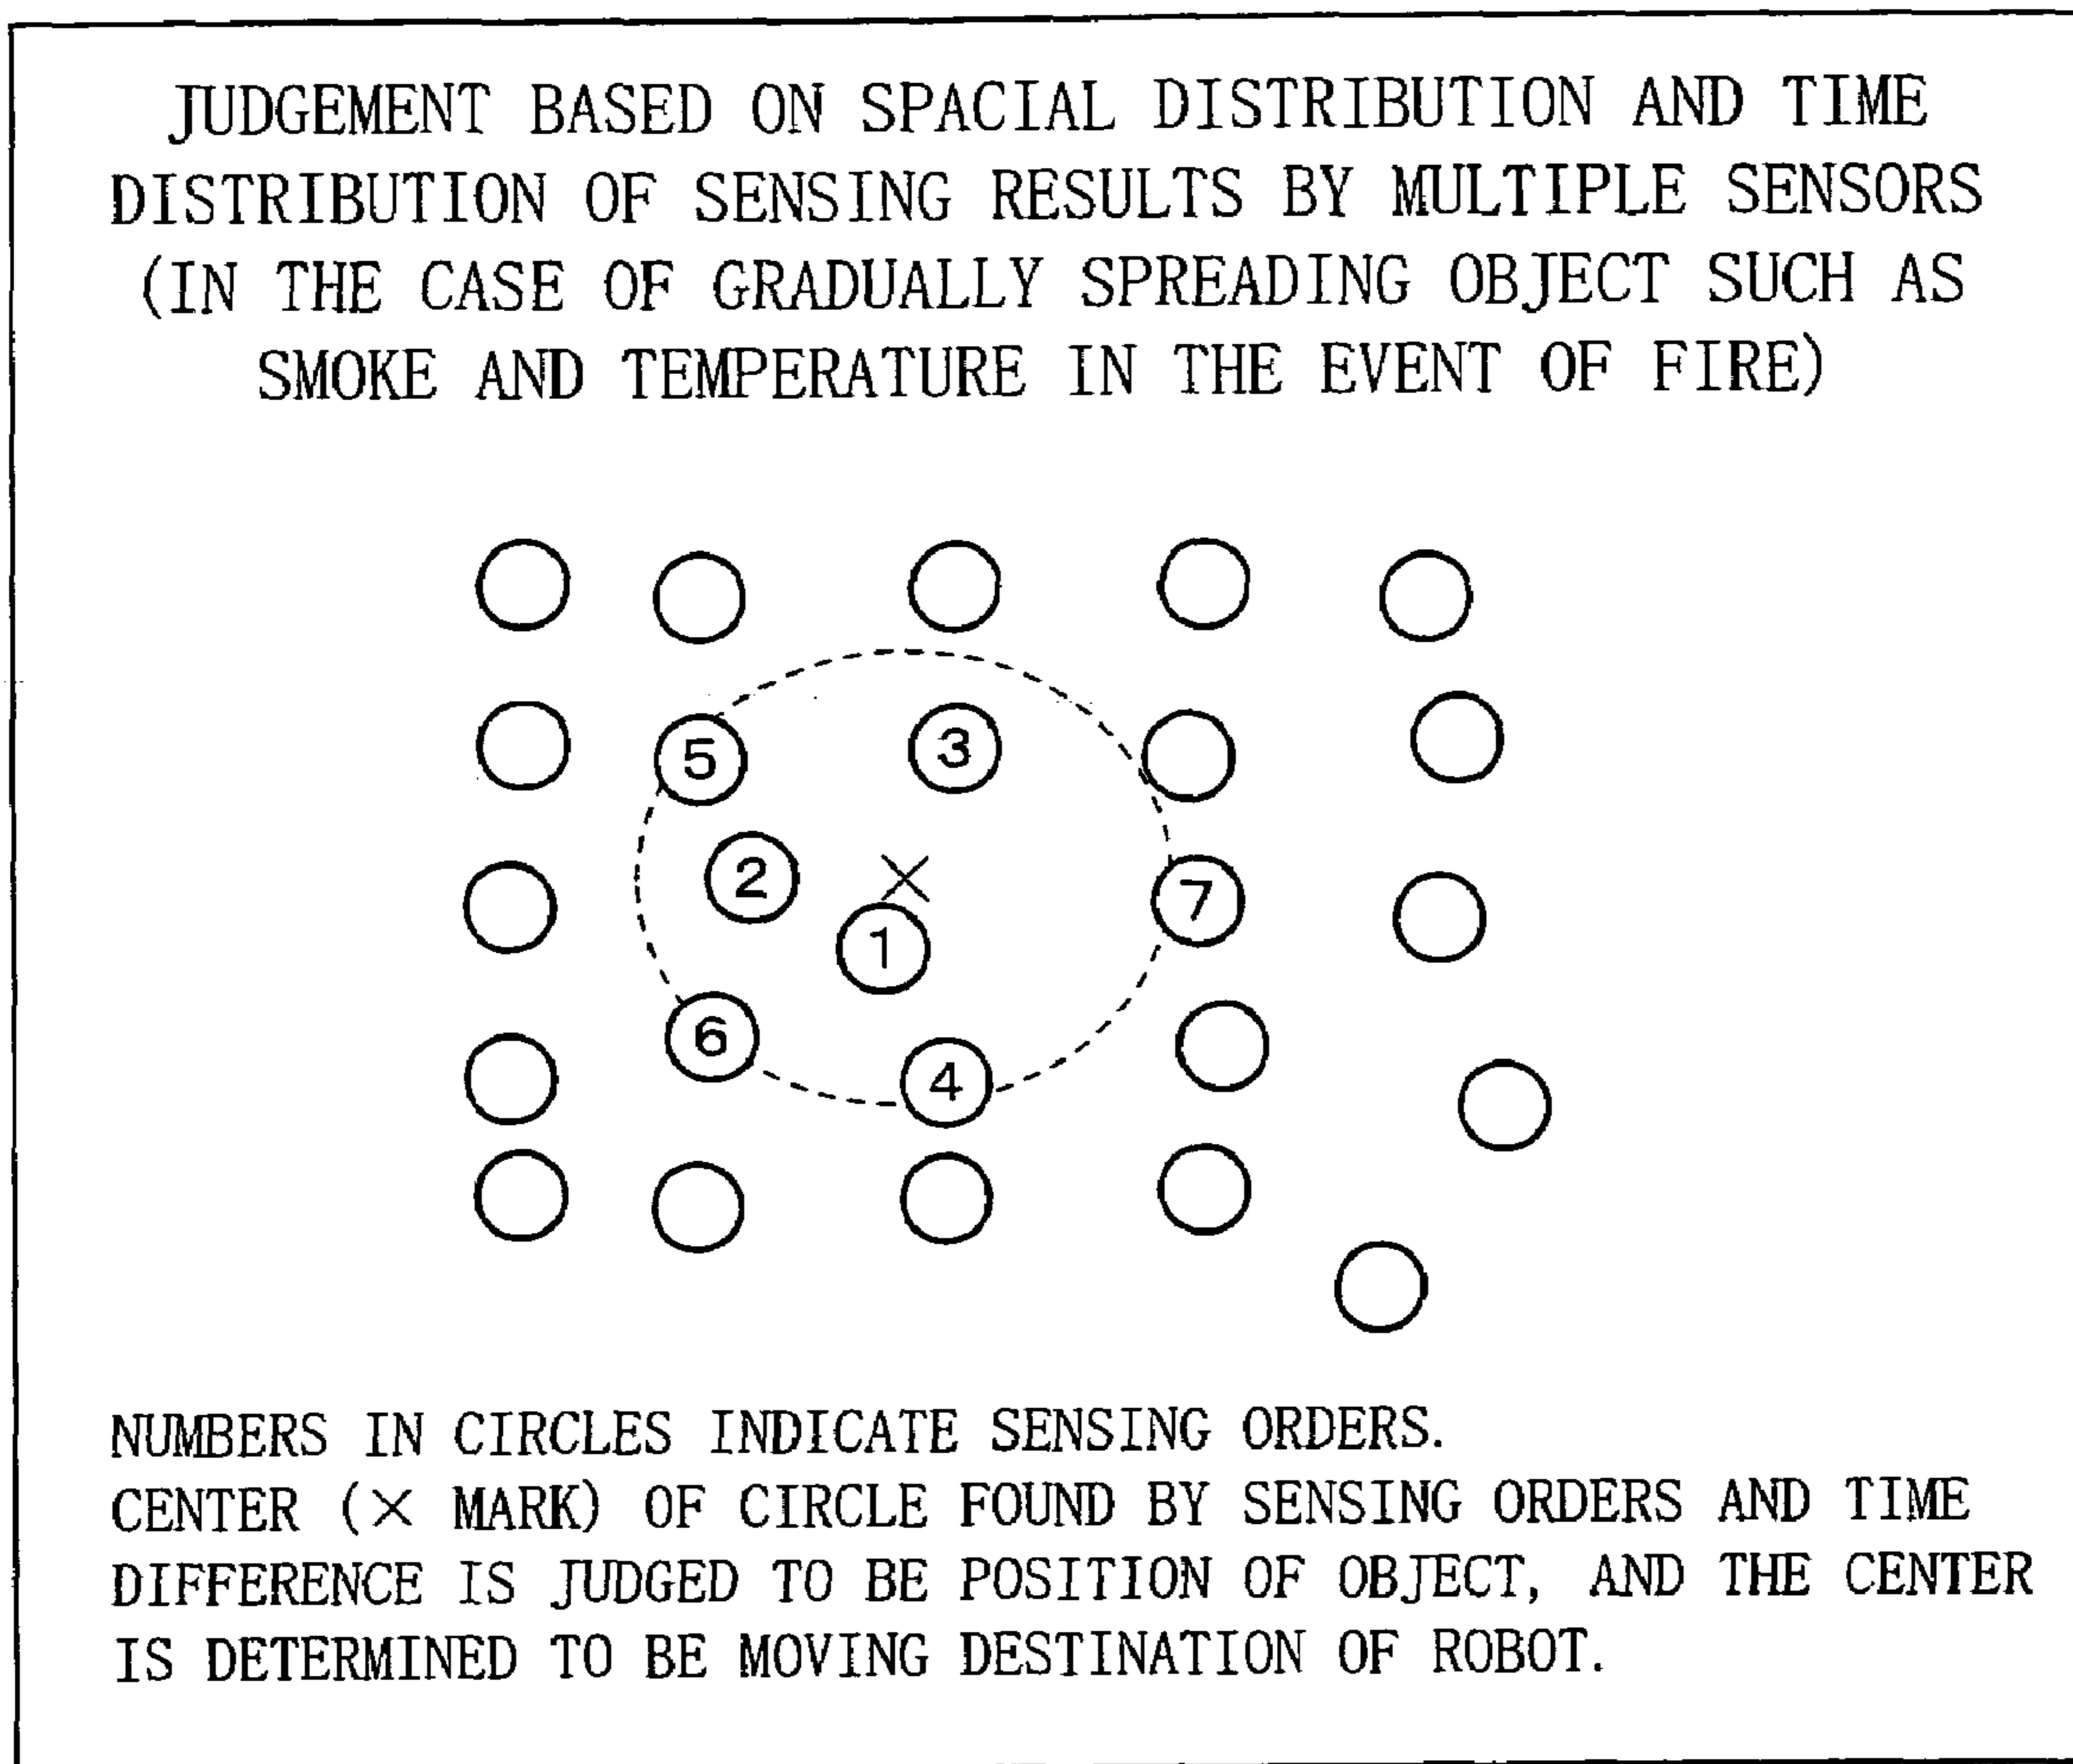 JUDGEMENT BASED ON SPACIAL DISTRIBUTION AND TIME
DISTRIBUTION OF SENSING RESULTS BY MULTIPLE SENSORS
(IN THE CASE OF GRADUALLY SPREADING OBJECT SUCH AS
SMOKE AND TEMPERATURE IN THE EVENT OF FIRE)
5
3
2
×
7
1
6
4
NUMBERS IN CIRCLES INDICATE SENSING ORDERS.
CENTER (× MARK) OF CIRCLE FOUND BY SENSING ORDERS AND TIME
DIFFERENCE IS JUDGED TO BE POSITION OF OBJECT, AND THE CENTER
IS DETERMINED TO BE MOVING DESTINATION OF ROBOT.